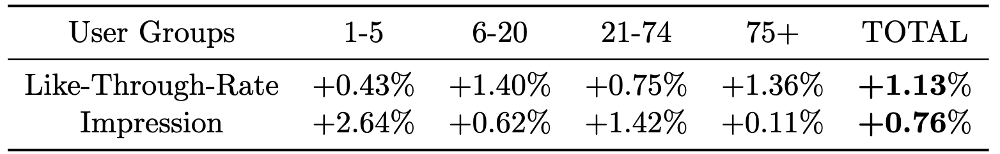 User Groups 1-5 6-20 21-74 75+ TOTAL
Like-Through-Rate +0.43% +1.40% +0.75% +1.36% +1.13%
Impression +2.64% +0.62% +1.42% +0.11% +0.76%